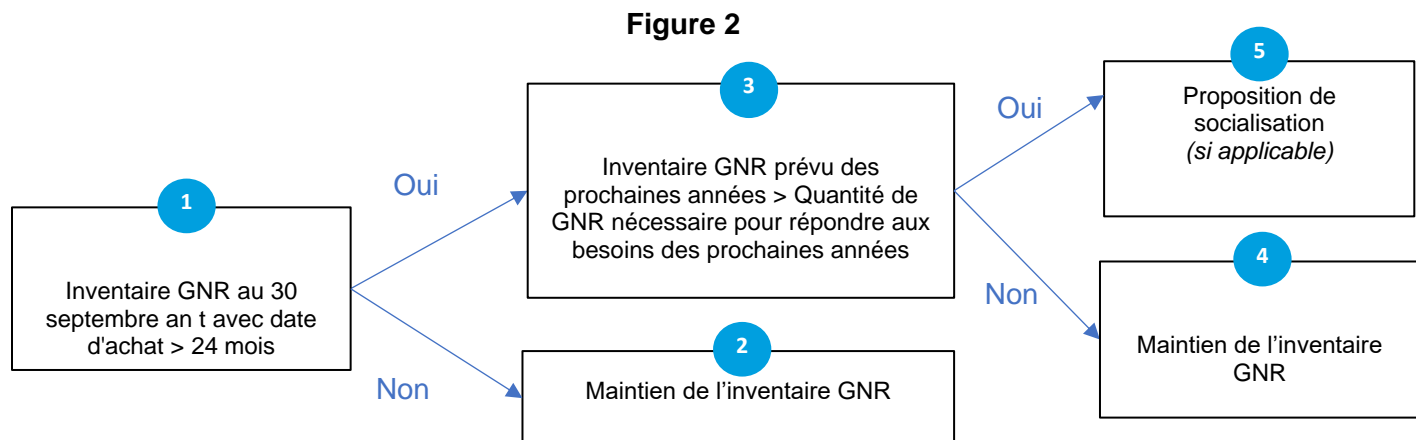 Figure 2
1
Inventaire GNR au 30
septembre an t avec date
d'achat > 24 mois
Oui
Non
3
Inventaire GNR prévu des
prochaines années > Quantité de
GNR nécessaire pour répondre aux
besoins des prochaines années
2
Maintien de l’inventaire GNR
Oui
Non
5
Proposition de
socialisation
(si applicable)
4
Maintien de l’inventaire
GNR